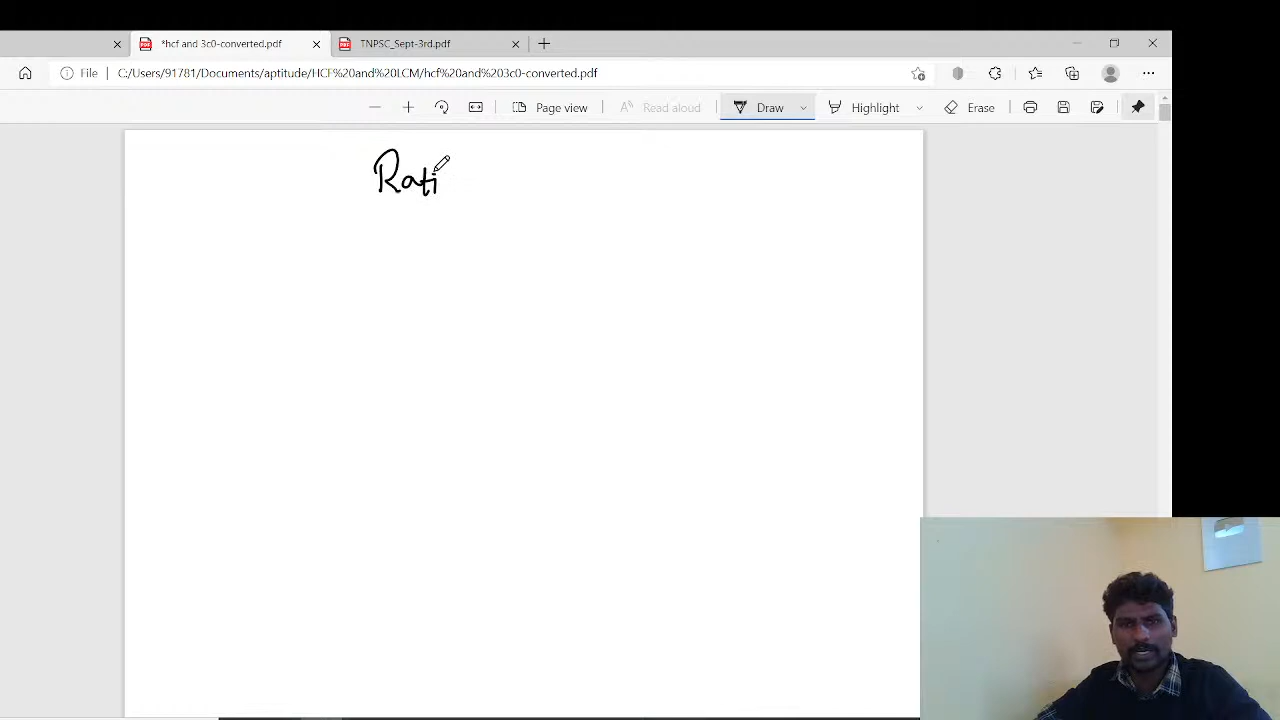 *hcf and 3c0-converted.pdf
TNPSC_Sept-3rd.pdf
File
C:/Users/91781/Documents/aptitude/HCF%20and%20LCM/hcf%20and%203c0-converted.pdf
Page view
Read aloud
Draw
Highlight
Erase
Rati